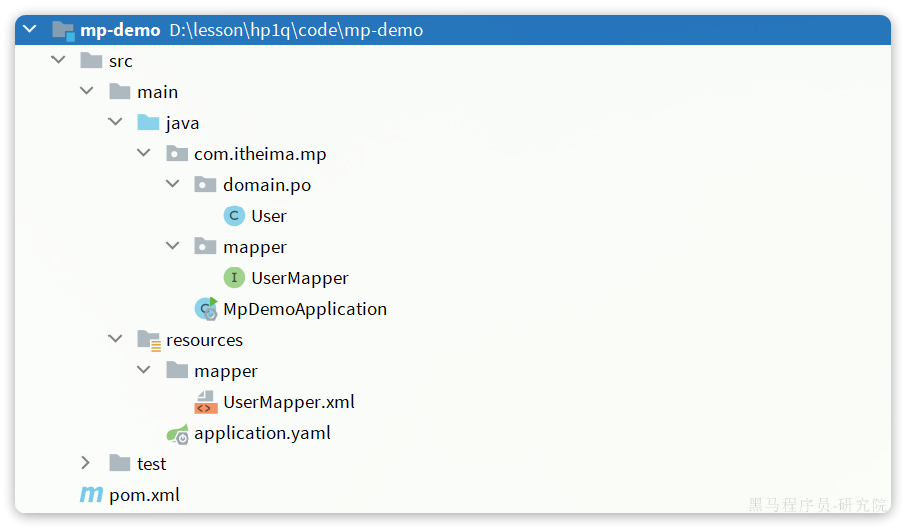 mp-demo D:\lesson\hp1q\code\mp-demo
src
main
java
com.itheima.mp
domain.po
C User
mapper
I UserMapper
C MpDemoApplication
resources
mapper
<> UserMapper.xml
application.yaml
test
m pom.xml
黑马程序员-研究院